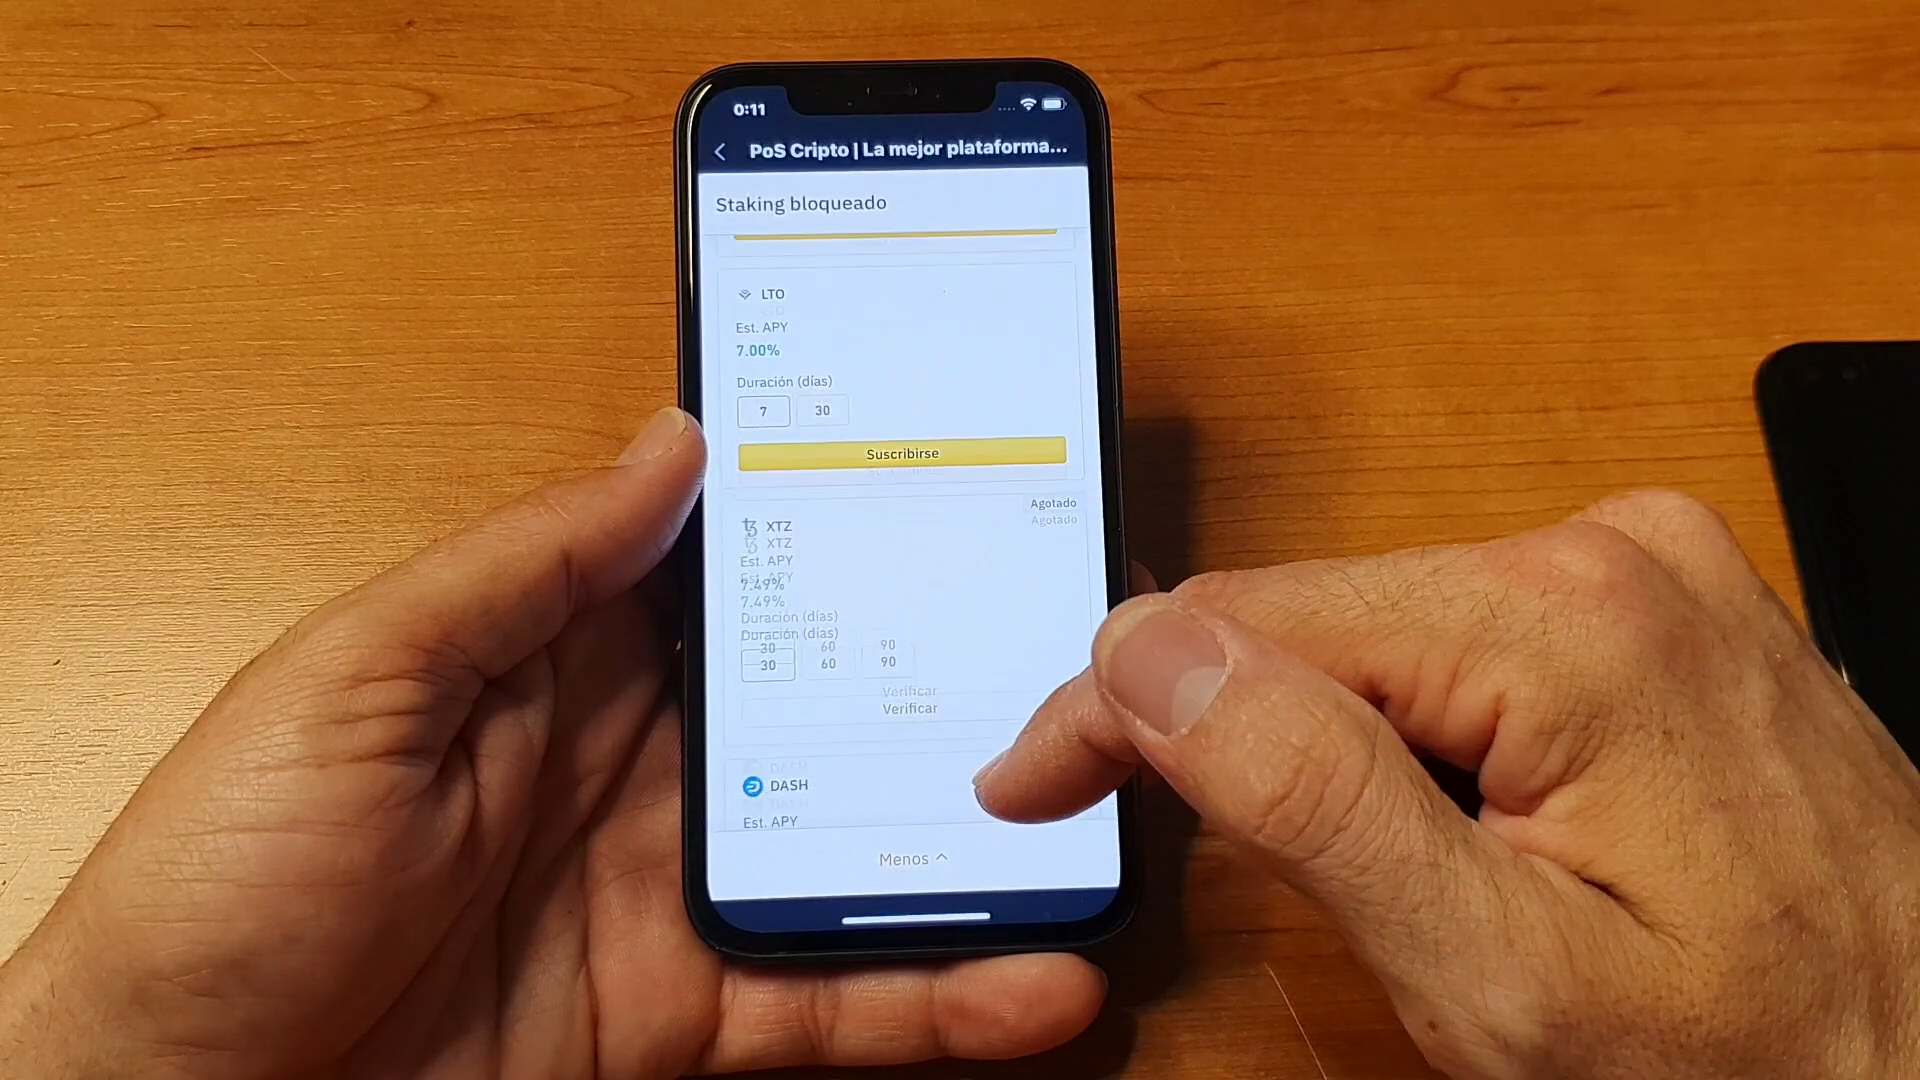 0:11
PoS Cripto | La mejor plataforma...
Staking bloqueado
LTO
Est. APY
7.00%
Duración (días)
7 30
Suscribirse
Agotado
Agotado
XTZ
XTZ
Est. APY
Est. APY
7.49%
7.49%
Duración (días)
Duración (días)
30 60 90
30 60 90
Verificar
Verificar
DASH
DASH
Est. APY
Menos